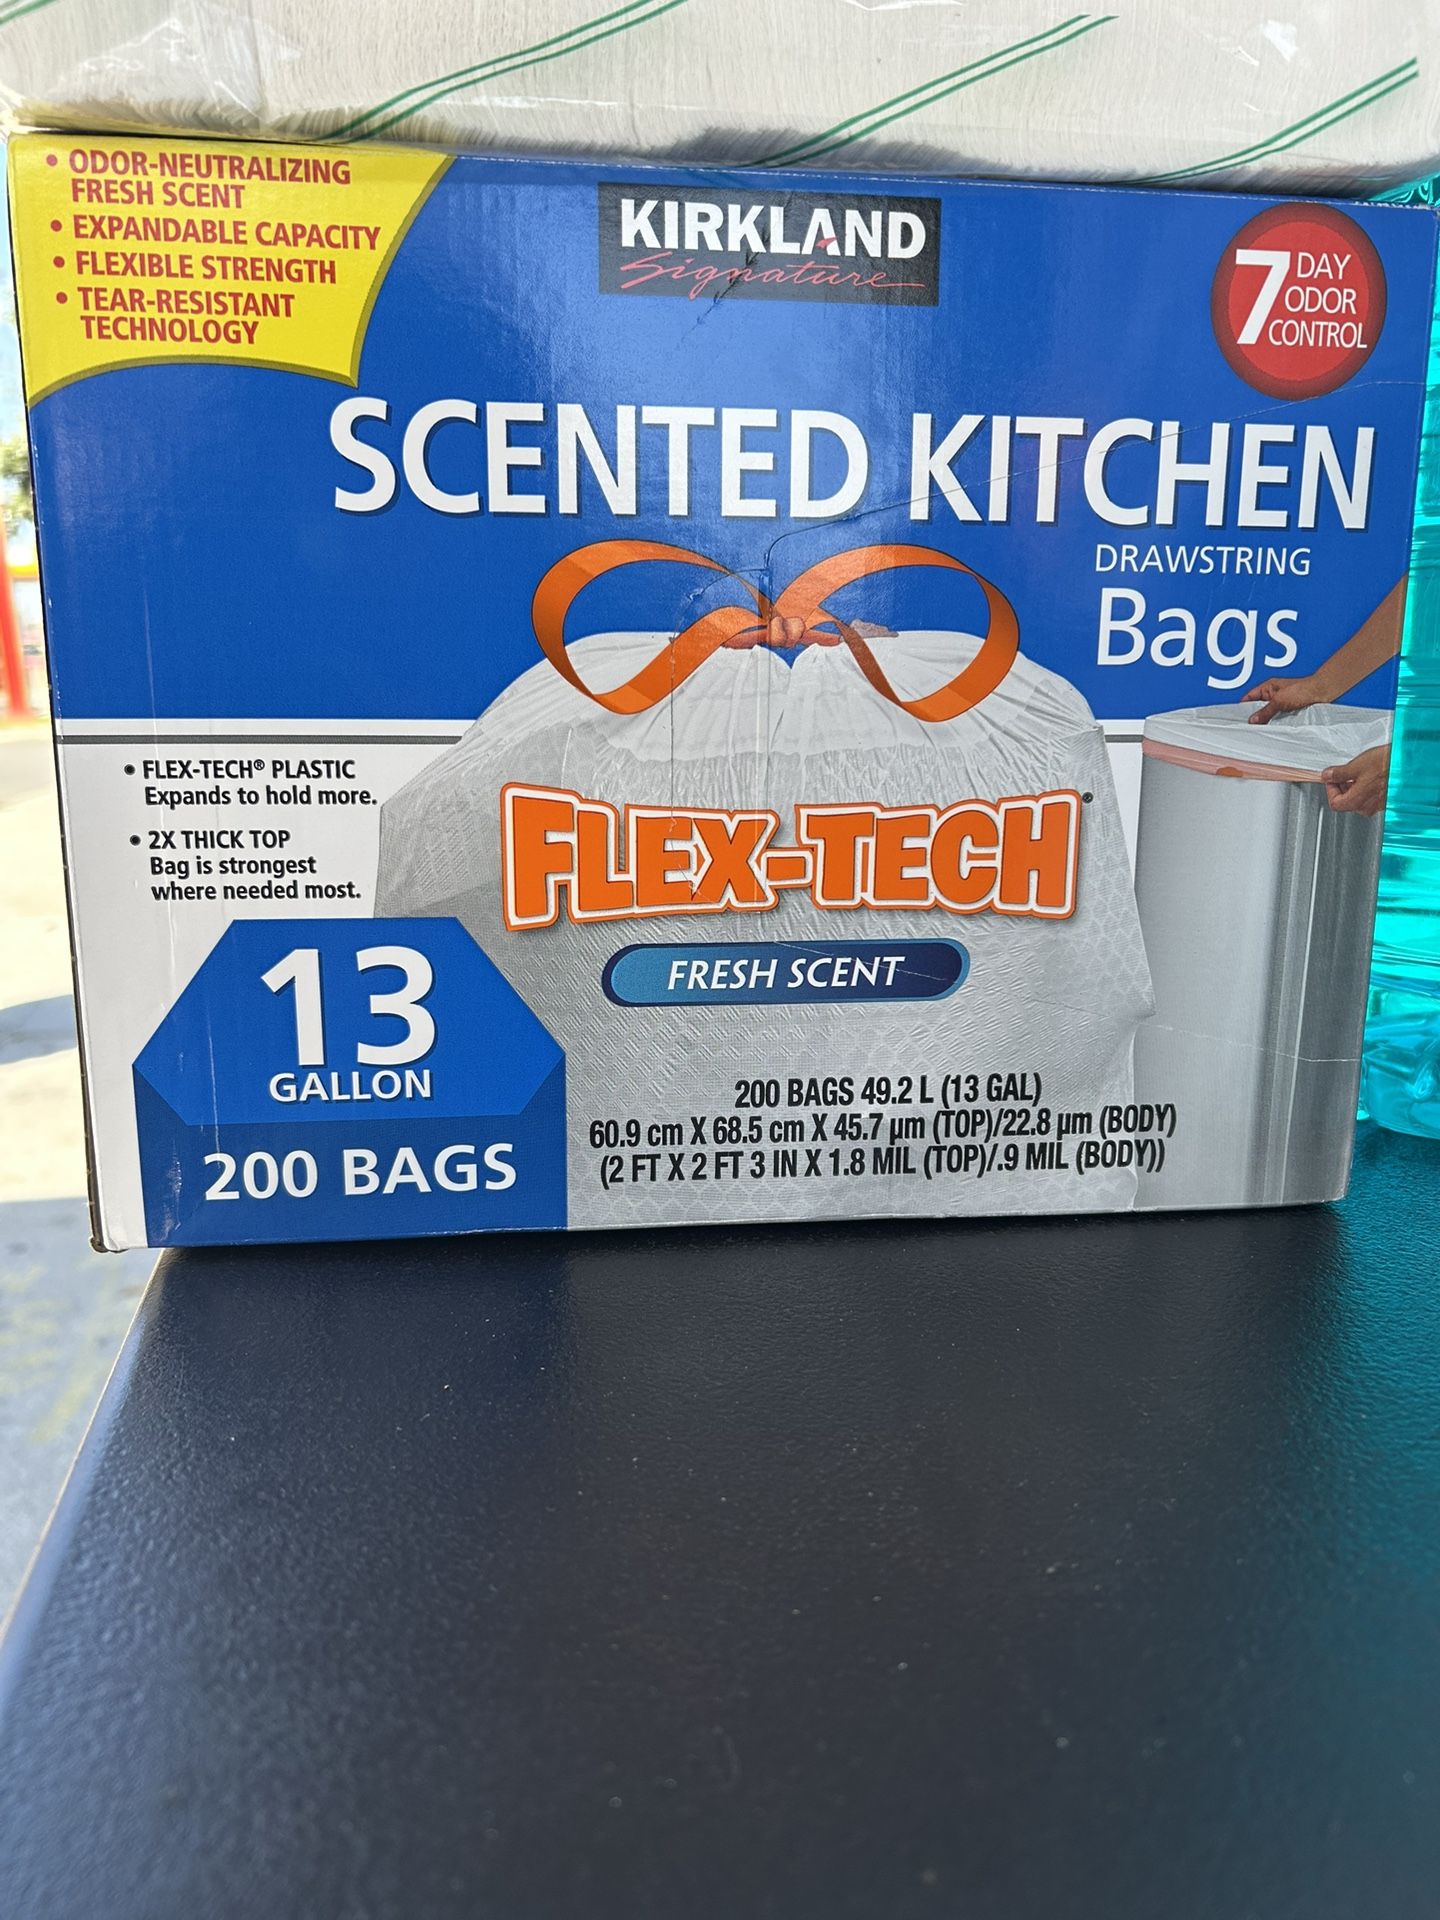 • ODOR-NEUTRALIZING
FRESH SCENT
• EXPANDABLE CAPACITY
• FLEXIBLE STRENGTH
• TEAR-RESISTANT
TECHNOLOGY
KIRKLAND
Signature
7 DAY
ODOR
CONTROL
SCENTED KITCHEN
DRAWSTRING
Bags
• FLEX-TECH® PLASTIC
Expands to hold more.
• 2X THICK TOP
Bag is strongest
where needed most.
FLEX-TECH
FRESH SCENT
13
GALLON
200 BAGS
200 BAGS 49.2 L (13 GAL)
60.9 cm X 68.5 cm X 45.7 µm (TOP)/22.8 µm (BODY)
(2 FT X 2 FT 3 IN X 1.8 MIL (TOP)/.9 MIL (BODY))